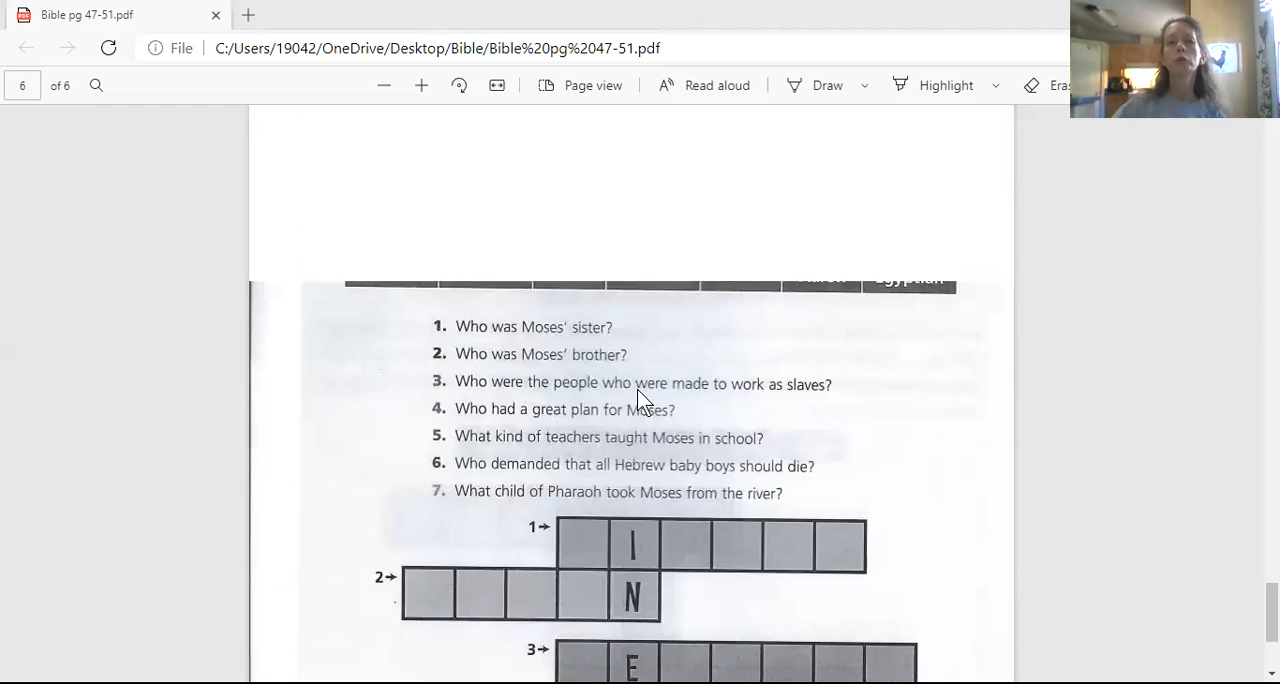 Bible pg 47-51.pdf
File C:/Users/19042/OneDrive/Desktop/Bible/Bible%20pg%2047-51.pdf
6 of 6 Page view Read aloud Draw Highlight Eras
Egyptian
1. Who was Moses' sister?
2. Who was Moses' brother?
3. Who were the people who were made to work as slaves?
4. Who had a great plan for Moses?
5. What kind of teachers taught Moses in school?
6. Who demanded that all Hebrew baby boys should die?
7. What child of Pharaoh took Moses from the river?
1→ I
2→ N
3→ E